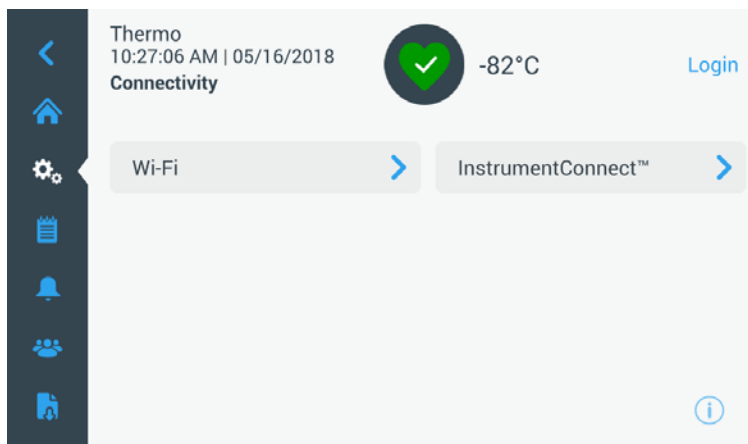 Thermo
10:27:06 AM | 05/16/2018
Connectivity
-82°C
Login
Wi-Fi
InstrumentConnect™